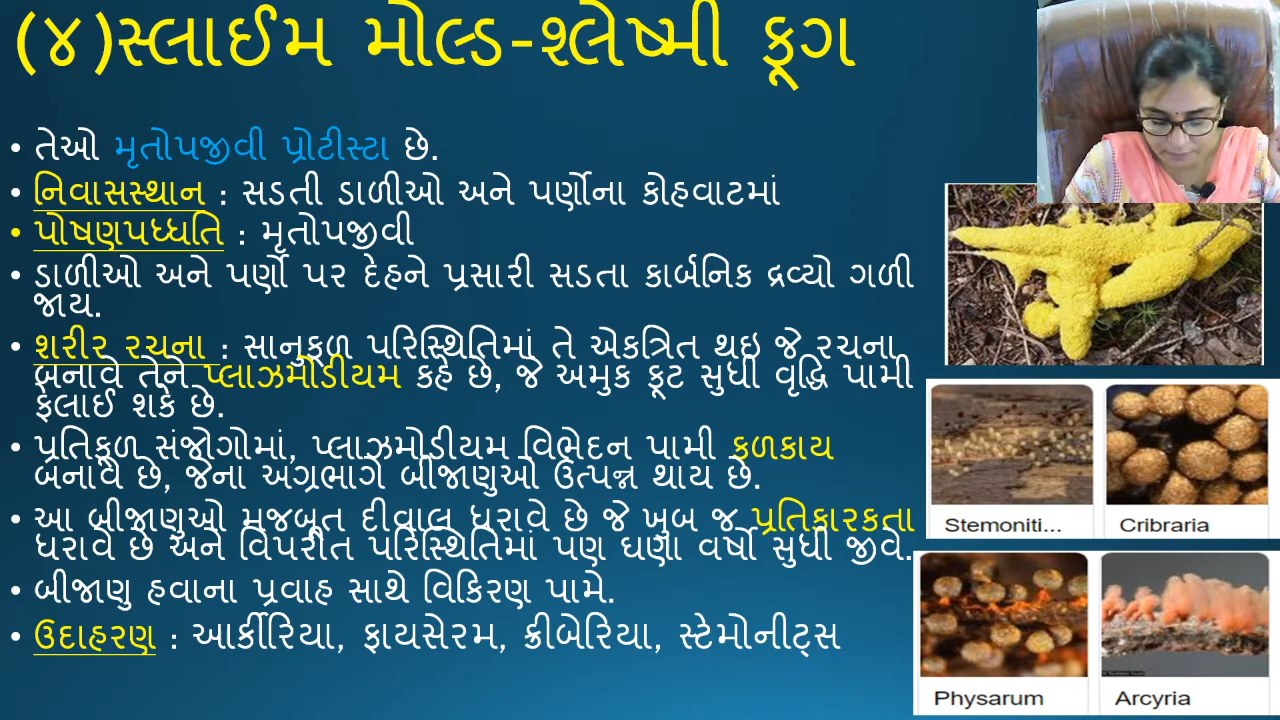 (૪)સ્લાઈમ મોલ્ડ-શ્લેષ્મી ફૂગ
• તેઓ મૃતોપજીવી પ્રોટીસ્ટા છે.
• નિવાસસ્થાન : સડતી ડાળીઓ અને પર્ણોના કોહવાટમાં
• પોષણપધ્ધતિ : મૃતોપજીવી
• ડાળીઓ અને પર્ણો પર દેહને પ્રસારી સડતા કાર્બનિક દ્રવ્યો ગળી
જાય.
• શરીર રચના : સાનુકૂળ પરિસ્થિતિમાં તે એકત્રિત થઇ જે રચના
બનાવે તેને પ્લાઝમોડીયમ કહે છે, જે અમુક ફૂટ સુધી વૃદ્ધિ પામી
ફેલાઈ શકે છે.
• પ્રતિકૂળ સંજોગોમાં, પ્લાઝમોડીયમ વિભેદન પામી ફળકાય
બનાવે છે, જેના અગ્રભાગે બીજાણુઓ ઉત્પન્ન થાય છે.
• આ બીજાણુઓ મજબૂત દીવાલ ધરાવે છે જે ખુબ જ પ્રતિકારકતા
ધરાવે છે અને વિપરીત પરિસ્થિતિમાં પણ ઘણા વર્ષો સુધી જીવે.
• બીજાણુ હવાના પ્રવાહ સાથે વિકિરણ પામે.
• ઉદાહરણ : આર્કીરિયા, ફાયસેરમ, ક્રીબેરિયા, સ્ટેમોનીટ્સ
Stemoniti...
Cribraria
Physarum
Arcyria